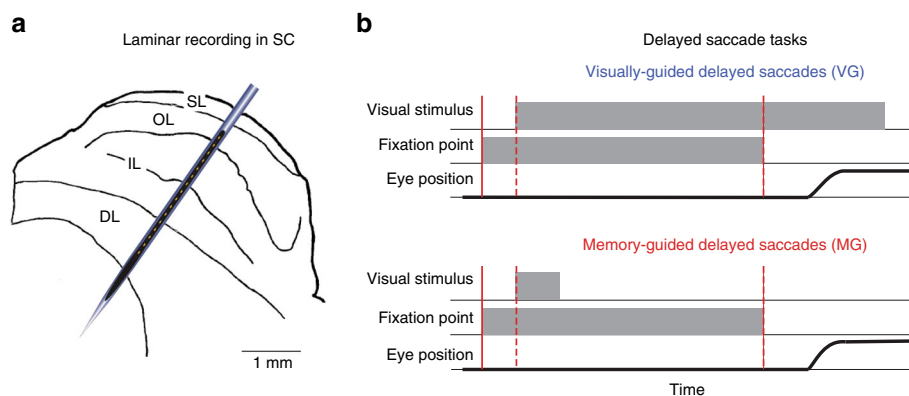 a
Laminar recording in SC
SL
OL
IL
DL
1 mm
b
Delayed saccade tasks
Visually-guided delayed saccades (VG)
Visual stimulus
Fixation point
Eye position
Memory-guided delayed saccades (MG)
Visual stimulus
Fixation point
Eye position
Time